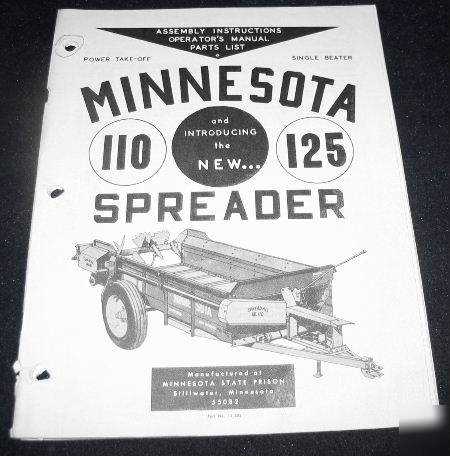 ASSEMBLY INSTRUCTIONS
OPERATOR'S MANUAL
PARTS LIST
POWER TAKE-OFF
SINGLE BEATER
MINNESOTA
110
and
INTRODUCING
the
NEW...
125
SPREADER
Manufactured at
MINNESOTA STATE PRISON
Stillwater, Minnesota
55082